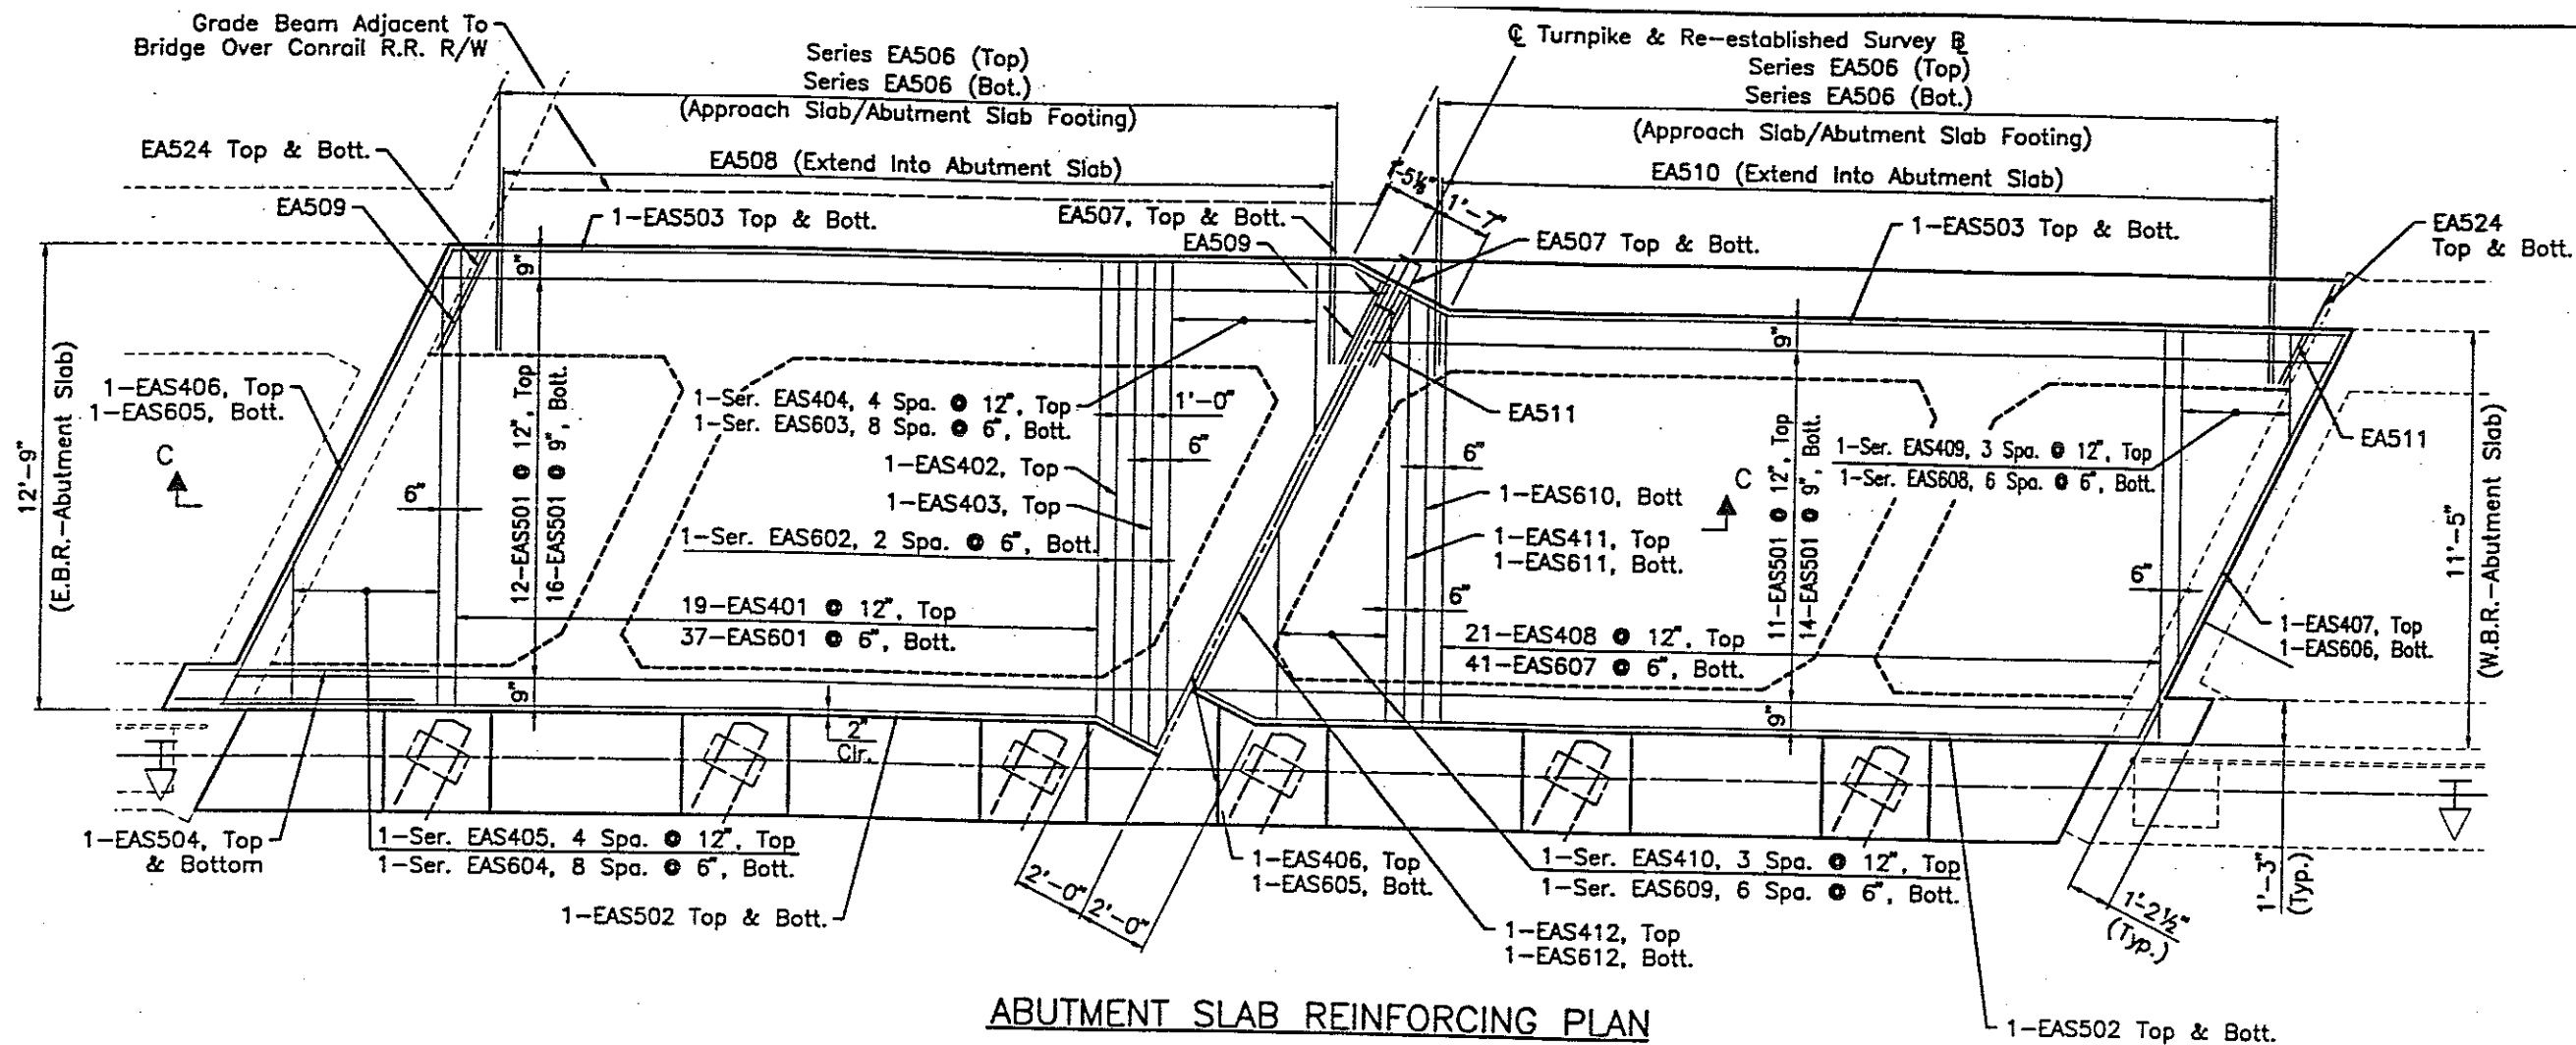 Grade Beam Adjacent To
Bridge Over Conrail R.R. R/W
Series EA506 (Top)
Series EA506 (Bot.)
(Approach Slab/Abutment Slab Footing)
℄ Turnpike & Re-established Survey B
Series EA506 (Top)
Series EA506 (Bot.)
(Approach Slab/Abutment Slab Footing)
EA524 Top & Bott.
EA508 (Extend Into Abutment Slab)
1'-5½"
1'-7"
EA510 (Extend Into Abutment Slab)
EA509
1-EAS503 Top & Bott.
EA507, Top & Bott.
EA509
EA507 Top & Bott.
1-EAS503 Top & Bott.
EA524
Top & Bott.
12'-9"
(E.B.R.-Abutment Slab)
1-EAS406, Top
1-EAS605, Bott.
C
6"
9"
12-EAS501 @ 12", Top
16-EAS501 @ 9", Bott.
9"
1-Ser. EAS404, 4 Spa. @ 12", Top
1-Ser. EAS603, 8 Spa. @ 6", Bott.
1'-0"
6"
1-EAS402, Top
1-EAS403, Top
1-Ser. EAS602, 2 Spa. @ 6", Bott.
19-EAS401 @ 12", Top
37-EAS601 @ 6", Bott.
EA511
6"
1-EAS610, Bott
1-EAS411, Top
1-EAS611, Bott.
C
6"
21-EAS408 @ 12", Top
41-EAS607 @ 6", Bott.
9"
11-EAS501 @ 12", Top
14-EAS501 @ 9", Bott.
9"
1-Ser. EAS409, 3 Spa. @ 12", Top
1-Ser. EAS608, 6 Spa. @ 6", Bott.
EA511
6"
1-EAS407, Top
1-EAS606, Bott.
11'-5"
(W.B.R.-Abutment Slab)
2"
Clr.
1-EAS504, Top
& Bottom
1-Ser. EAS405, 4 Spa. @ 12", Top
1-Ser. EAS604, 8 Spa. @ 6", Bott.
1-EAS502 Top & Bott.
2'-0"
2'-0"
1-EAS406, Top
1-EAS605, Bott.
1-Ser. EAS410, 3 Spa. @ 12", Top
1-Ser. EAS609, 6 Spa. @ 6", Bott.
1-EAS412, Top
1-EAS612, Bott.
1'-2½"
(Typ.)
1'-3"
(Typ.)
1-EAS502 Top & Bott.
ABUTMENT SLAB REINFORCING PLAN